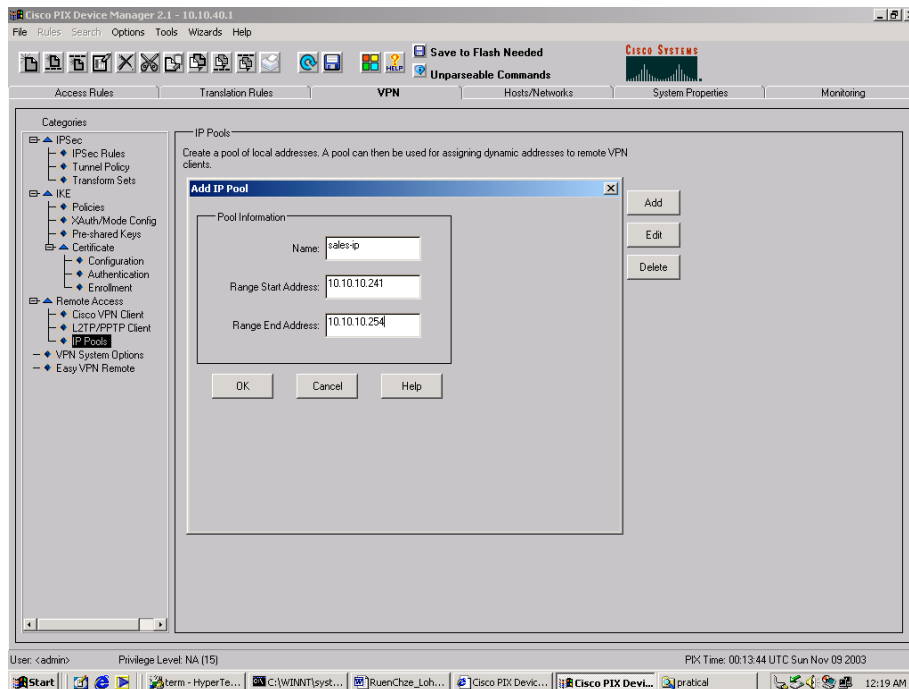 Cisco PIX Device Manager 2.1 - 10.10.40.1
File Rules Search Options Tools Wizards Help
HELP
Save to Flash Needed
Unparseable Commands
CISCO SYSTEMS
Access Rules Translation Rules VPN Hosts/Networks System Properties Monitoring
Categories
IPSec
IPSec Rules
Tunnel Policy
Transform Sets
IKE
Policies
XAuth/Mode Config
Pre-shared Keys
Certificate
Configuration
Authentication
Enrollment
Remote Access
Cisco VPN Client
L2TP/PPTP Client
IP Pools
VPN System Options
Easy VPN Remote
IP Pools
Create a pool of local addresses. A pool can then be used for assigning dynamic addresses to remote VPN
clients.
Add IP Pool
Pool Information
Name: sales-ip
Range Start Address: 10.10.10.241
Range End Address: 10.10.10.254
OK Cancel Help
Add
Edit
Delete
User: <admin> Privilege Level: NA (15) PIX Time: 00:13:44 UTC Sun Nov 09 2003
Start term - HyperTe... C:\WINNT\syst... RuenChze_Loh... Cisco PIX Devic... Cisco PIX Devi... pratical 12:19 AM